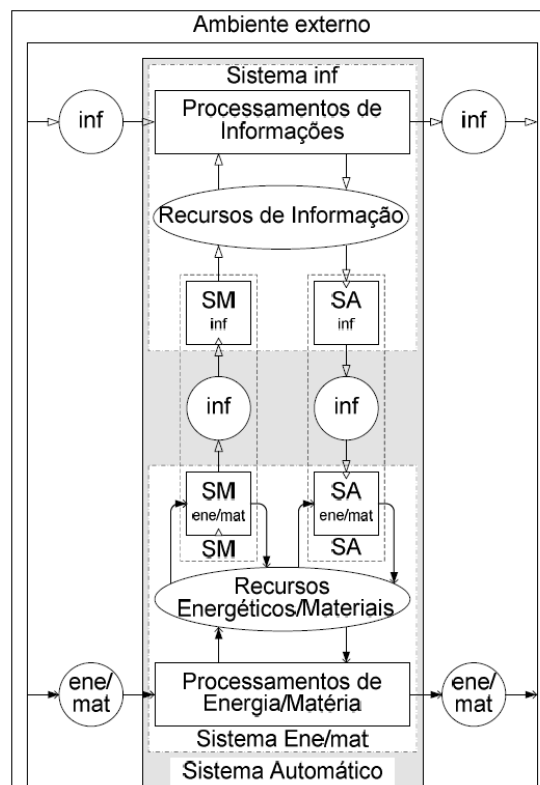 Ambiente externo
Sistema inf
inf
Processamentos de
Informações
inf
Recursos de Informação
SM
inf
SA
inf
inf
inf
SM
ene/mat
SM
SA
ene/mat
SA
Recursos
Energéticos/Materiais
ene/
mat
Processamentos de
Energia/Matéria
ene/
mat
Sistema Ene/mat
Sistema Automático